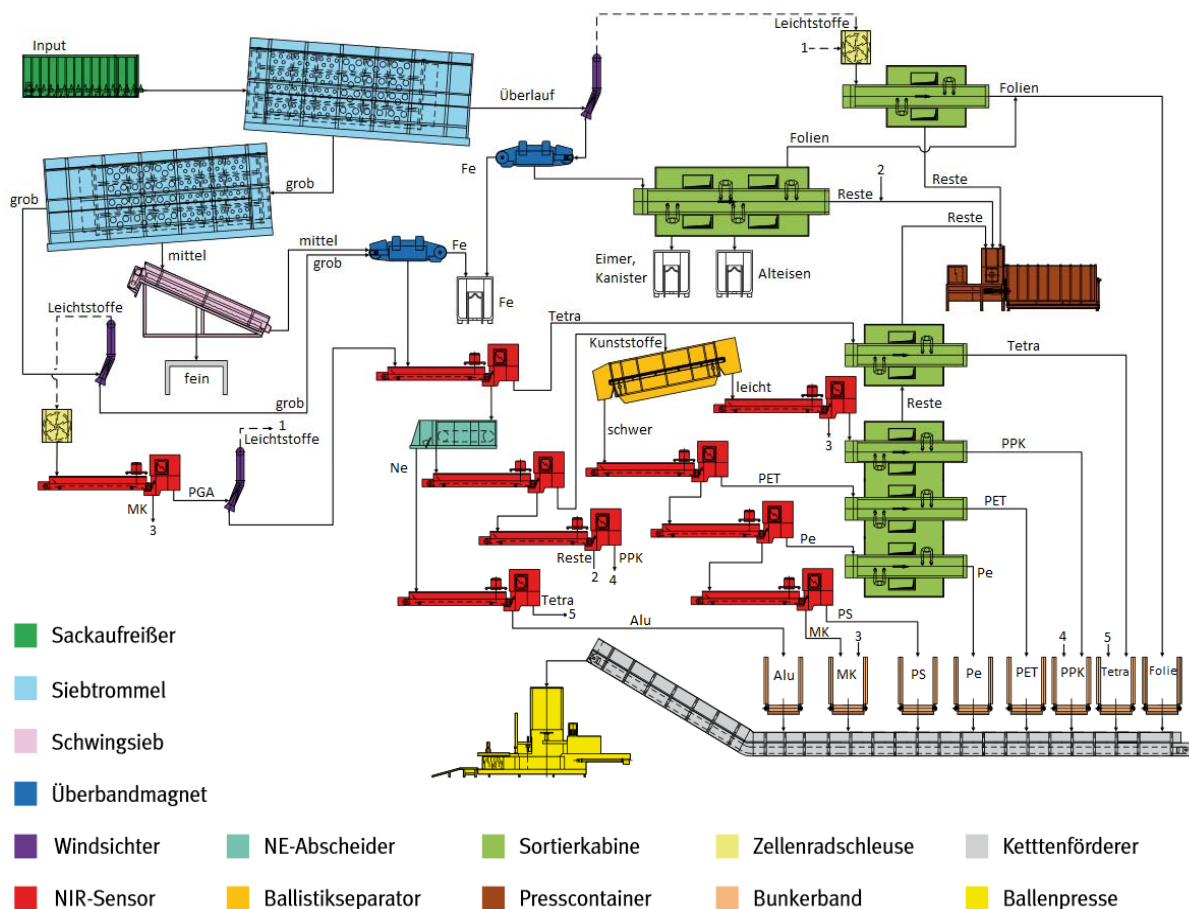 Input
Leichtstoffe
1
Überlauf
Folien
Folien
Fe
grob
grob
Reste
2
Reste
Reste
mittel
mittel
grob
Fe
Fe
Eimer,
Kanister
Alteisen
Leichtstoffe
fein
grob
Tetra
Kunststoffe
leicht
Tetra
Reste
1
Leichtstoffe
schwer
3
PPK
Ne
PET
PET
MK
PGA
3
Pe
Pe
Reste
PPK
2
4
Tetra
5
PS
Alu
MK
3
4
5
Alu
MK
PS
Pe
PET
PPK
Tetra
Folie
Sackaufreißer
Siebtrommel
Schwingsieb
Überbandmagnet
Windsichter
NE-Abscheider
Sortierkabine
Zellenradschleuse
Ketttenförderer
NIR-Sensor
Ballistikseparator
Presscontainer
Bunkerband
Ballenpresse